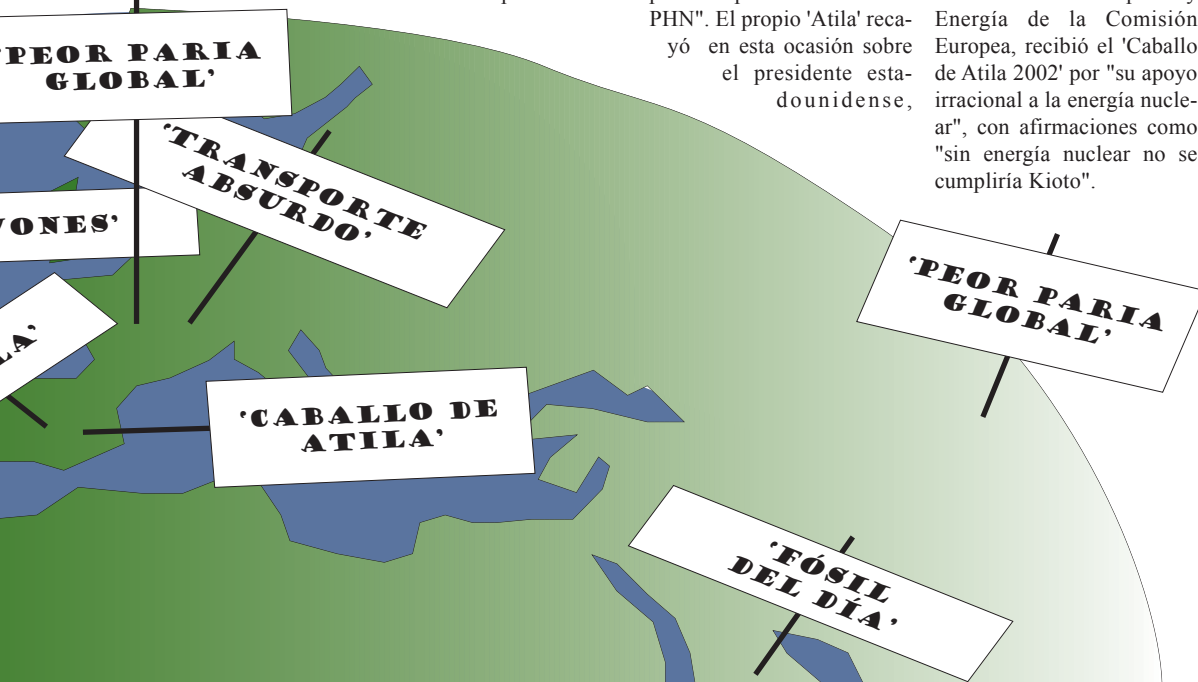 PHN". El propio 'Atila' reca-
yó en esta ocasión sobre
el presidente esta-
dounidense,
Energía de la Comisión
Europea, recibió el 'Caballo
de Atila 2002' por "su apoyo
irracional a la energía nucle-
ar", con afirmaciones como
"sin energía nuclear no se
cumpliría Kioto".
'PEOR PARIA
GLOBAL'
'TRANSPORTE
ABSURDO'
'PEOR PARIA
GLOBAL'
'CABALLO DE
ATILA'
'FÓSIL
DEL DÍA'